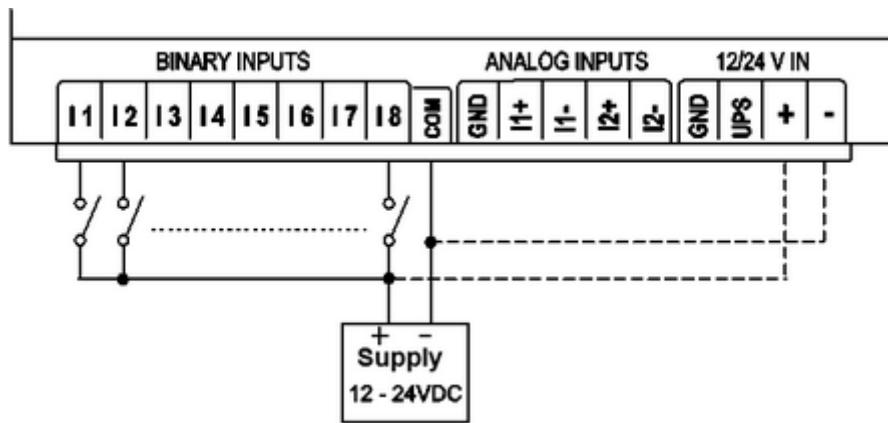 BINARY INPUTS ANALOG INPUTS 12/24 V IN
I1 I2 I3 I4 I5 I6 I7 I8 COM GND I1+ I1- I2+ I2- GND UPS + -
+ -
Supply
12 - 24VDC